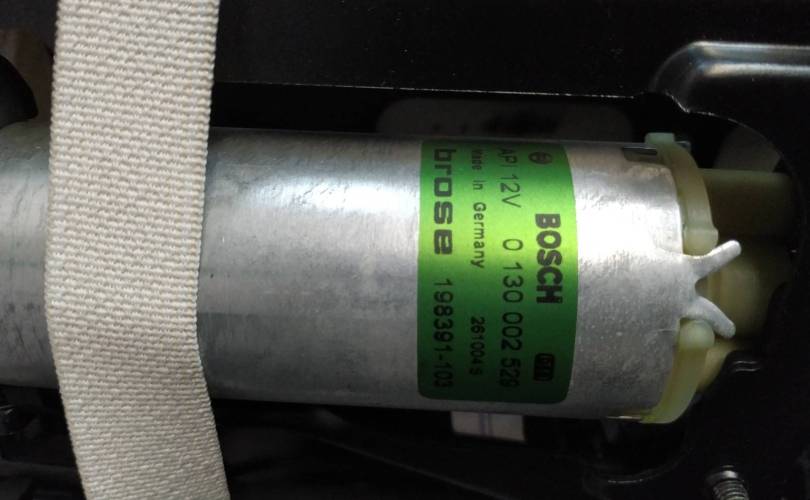 BOSCH
AP 12V 0 130 002 529
Made in Germany 261004 S
brose 198391-103